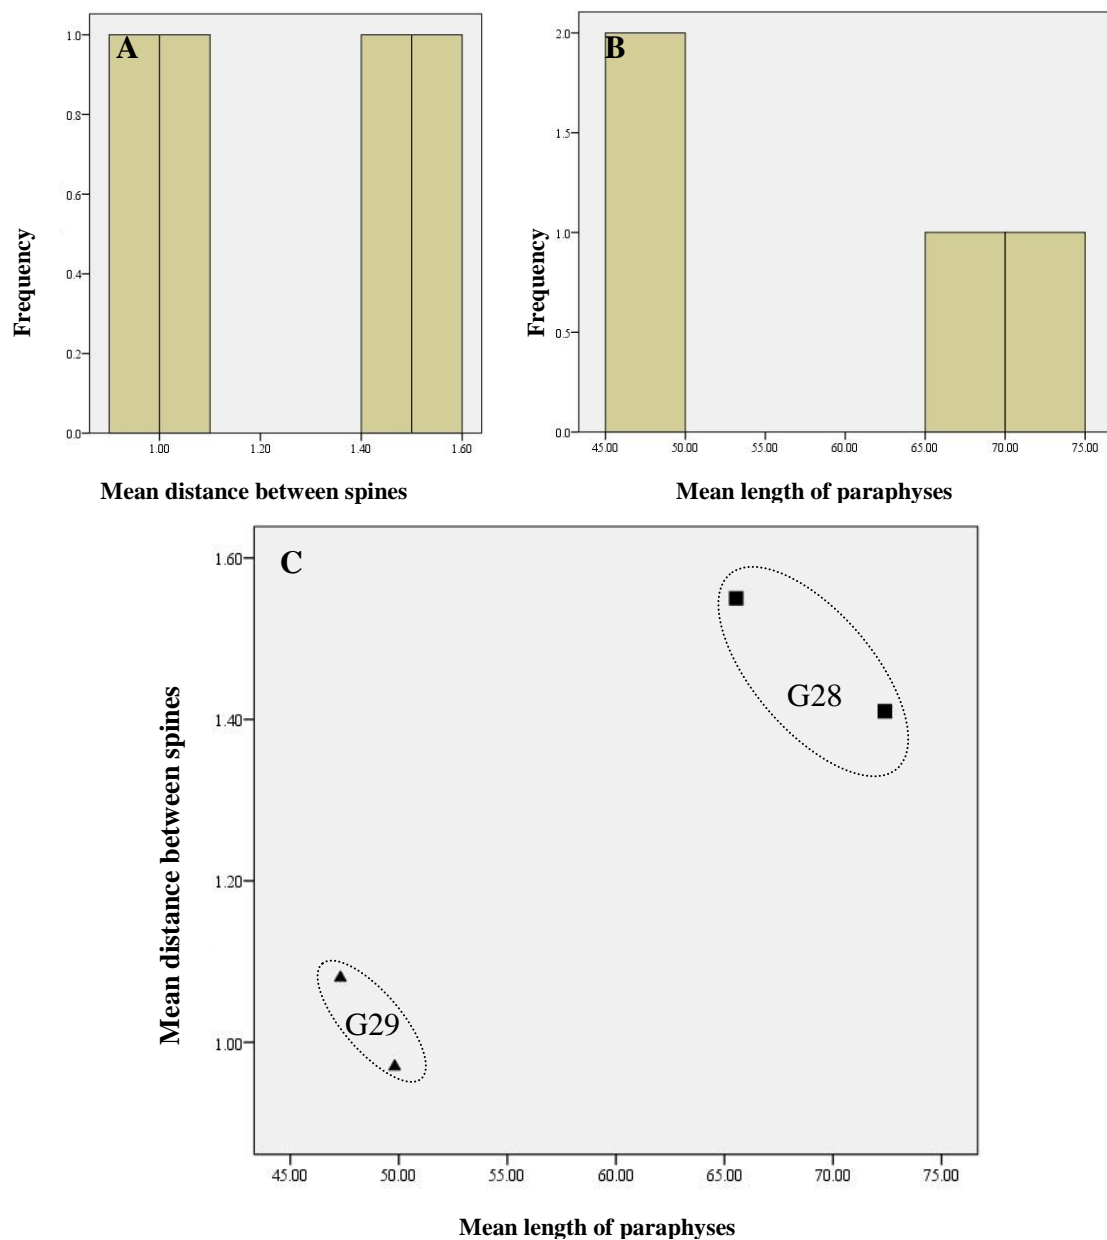 A
1.0
0.8
0.6
0.4
0.2
0.0
Frequency
1.00 1.20 1.40 1.60
Mean distance between spines
B
2.0
1.5
1.0
0.5
0.0
Frequency
45.00 50.00 55.00 60.00 65.00 70.00 75.00
Mean length of paraphyses
C
1.60
1.40
1.20
1.00
Mean distance between spines
G28
G29
45.00 50.00 55.00 60.00 65.00 70.00 75.00
Mean length of paraphyses